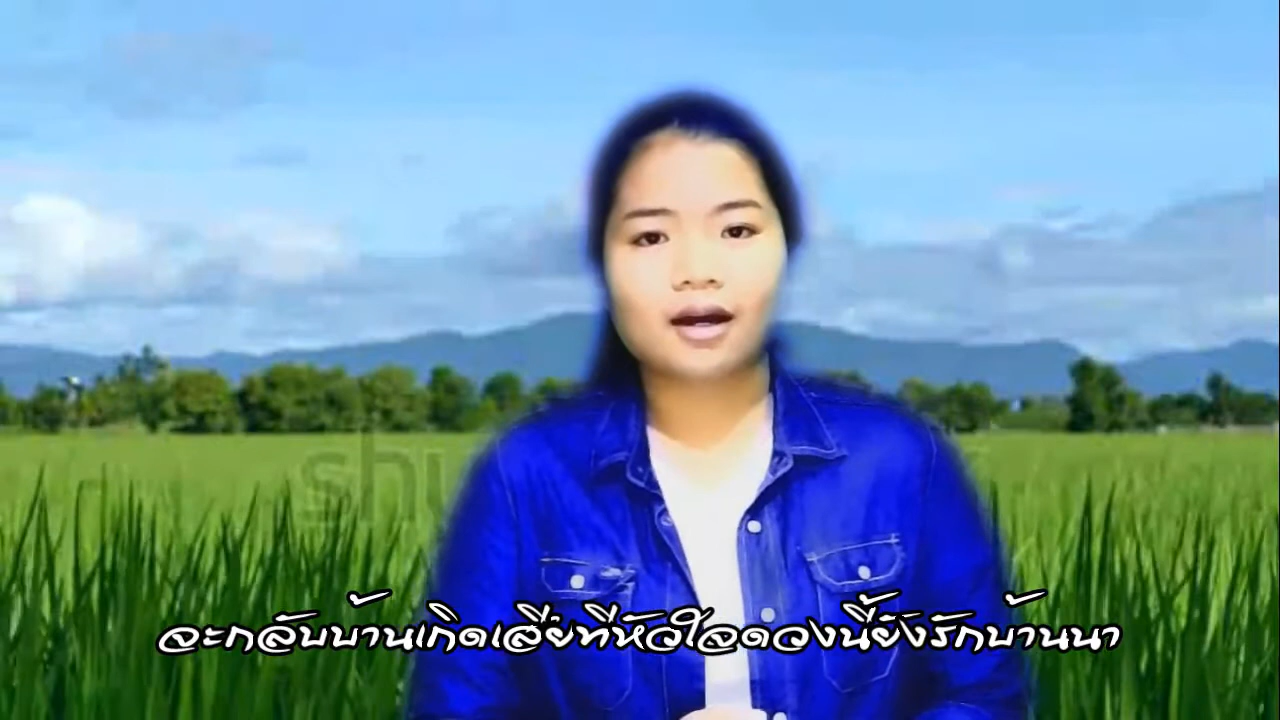 จะกลับบ้านเกิดเสียทีหัวใจดวงนี้ยังรักบ้านนา
shu